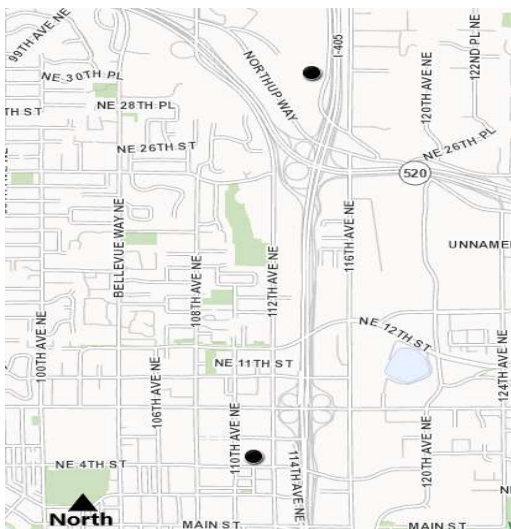 99TH AVE NE
NE 30TH PL
NE 28TH PL
TH ST
NE 26TH ST
NORTHUP WAY
I-405
120TH AVE NE
122ND PL NE
NE 26TH PL
520
BELLEVUE WAY NE
108TH AVE NE
112TH AVE NE
116TH AVE NE
UNNAME
100TH AVE NE
106TH AVE NE
NE 12TH ST
NE 11TH ST
124TH AVE NE
NE 4TH ST
110TH AVE NE
114TH AVE NE
120TH AVE NE
North
MAIN ST
MAIN ST